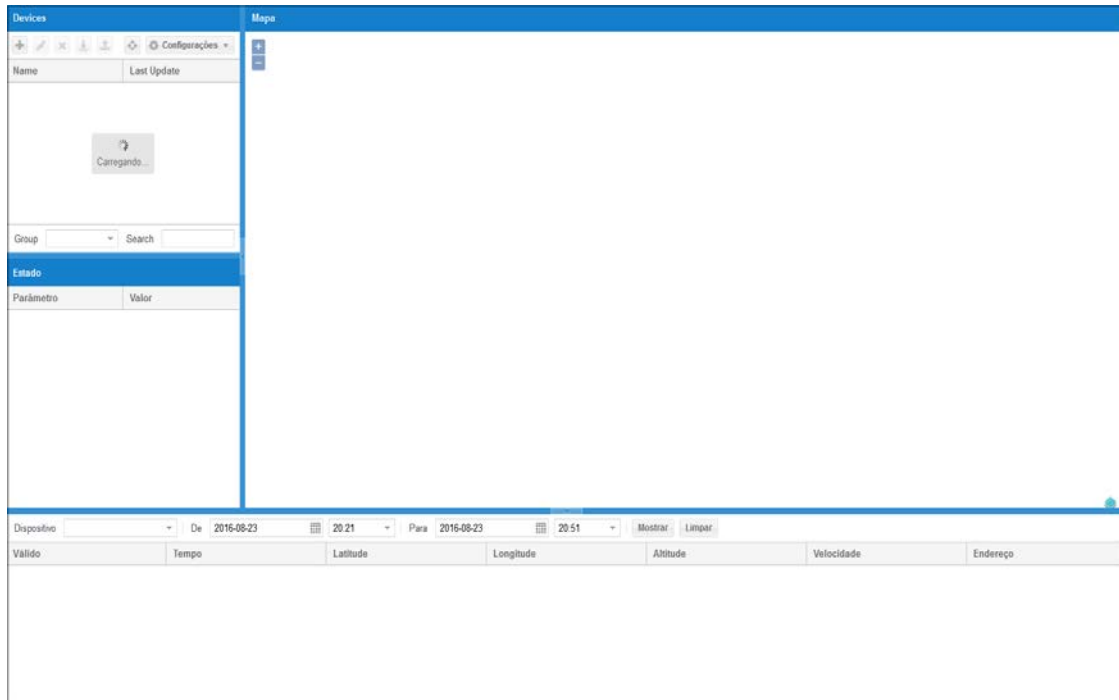 Devices
Mapa
Configurações
Name Last Update
Carregando...
Group Search
Estado
Parâmetro Valor
Dispositivo De 2016-08-23 20:21 Para 2016-08-23 20:51 Mostrar Limpar
Válido Tempo Latitude Longitude Altitude Velocidade Endereço